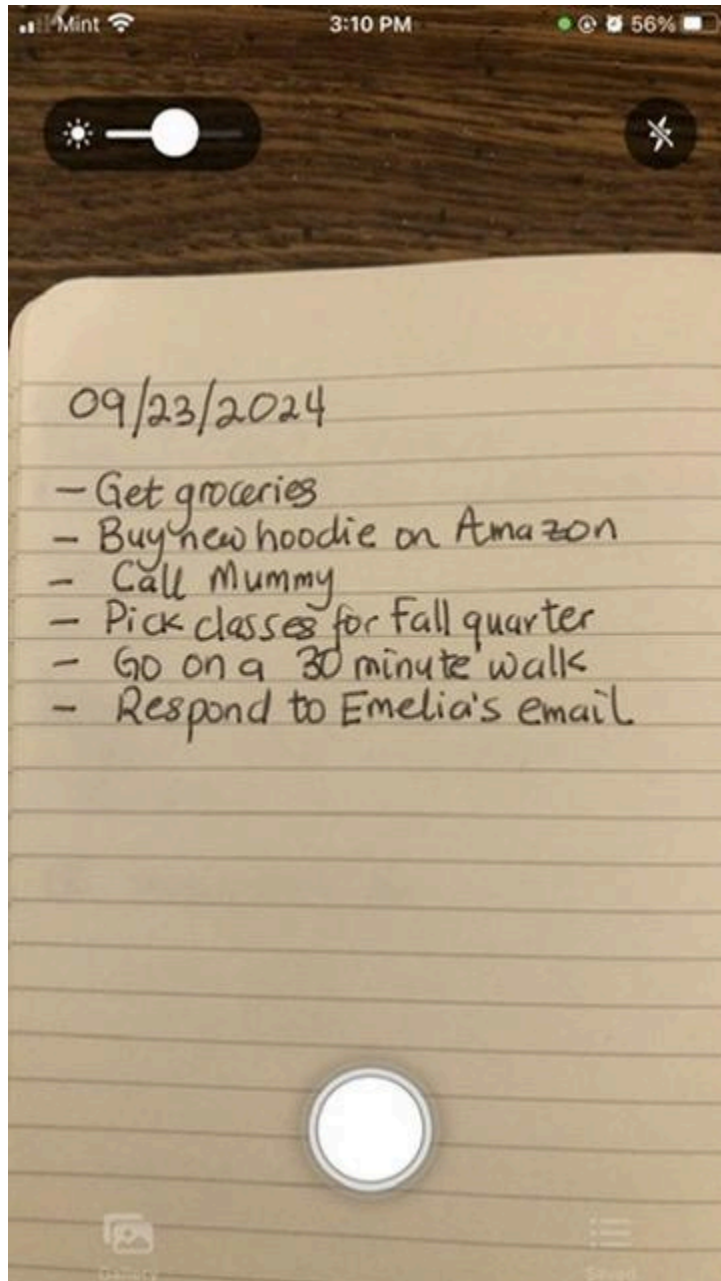 Mint 3:10 PM 56%
09/23/2024
- Get groceries
- Buy new hoodie on Amazon
- Call Mummy
- Pick classes for Fall quarter
- Go on a 30 minute walk
- Respond to Emelia's email
Gallery